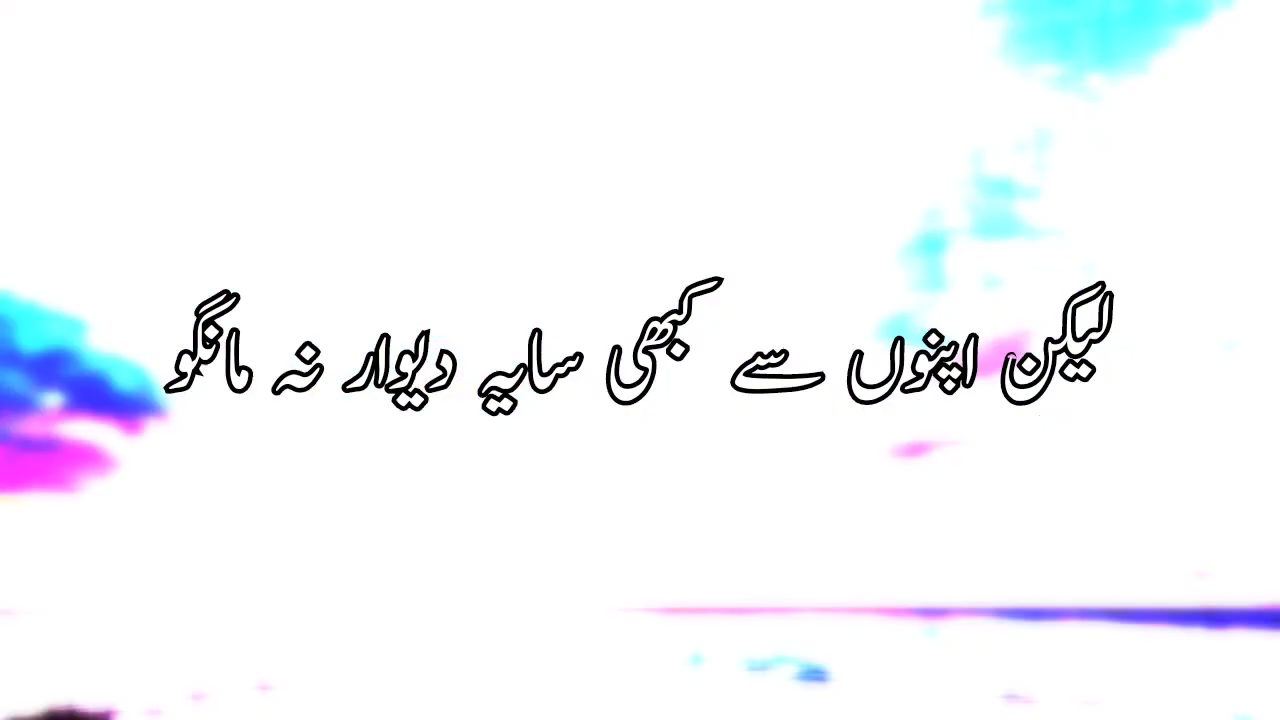 لیکن اپنوں سے کبھی سایہ دیوار نہ مانگو